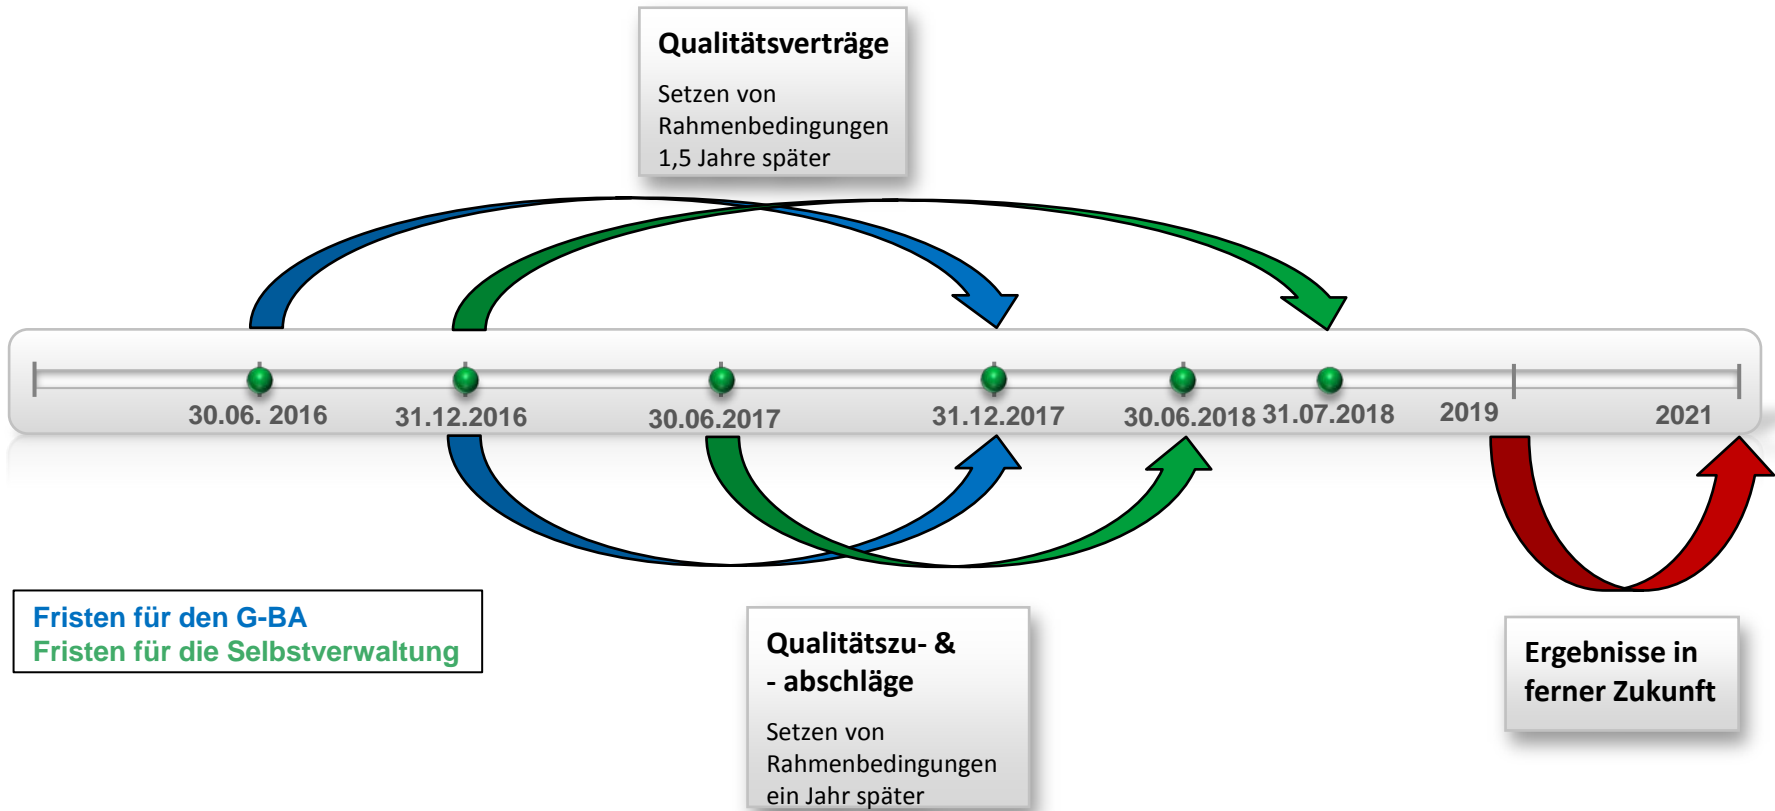 Qualitätsverträge
Setzen von
Rahmenbedingungen
1,5 Jahre später
30.06. 2016
31.12.2016
30.06.2017
31.12.2017
30.06.2018
31.07.2018
2019
2021
Fristen für den G-BA
Fristen für die Selbstverwaltung
Qualitätszu- &
- abschläge
Setzen von
Rahmenbedingungen
ein Jahr später
Ergebnisse in
ferner Zukunft